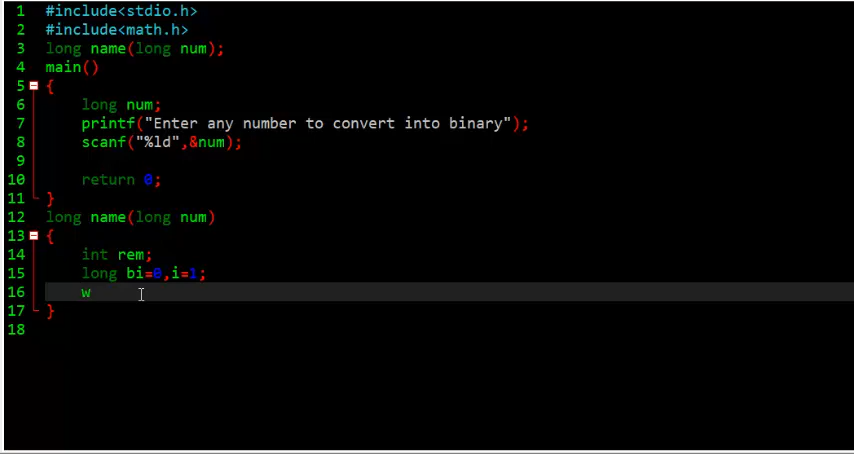 1 #include<stdio.h>
2 #include<math.h>
3 long name(long num);
4 main()
5 {
6 long num;
7 printf("Enter any number to convert into binary");
8 scanf("%ld",&num);
9
10 return 0;
11 }
12 long name(long num)
13 {
14 int rem;
15 long bi=0,i=1;
16 w
17 }
18